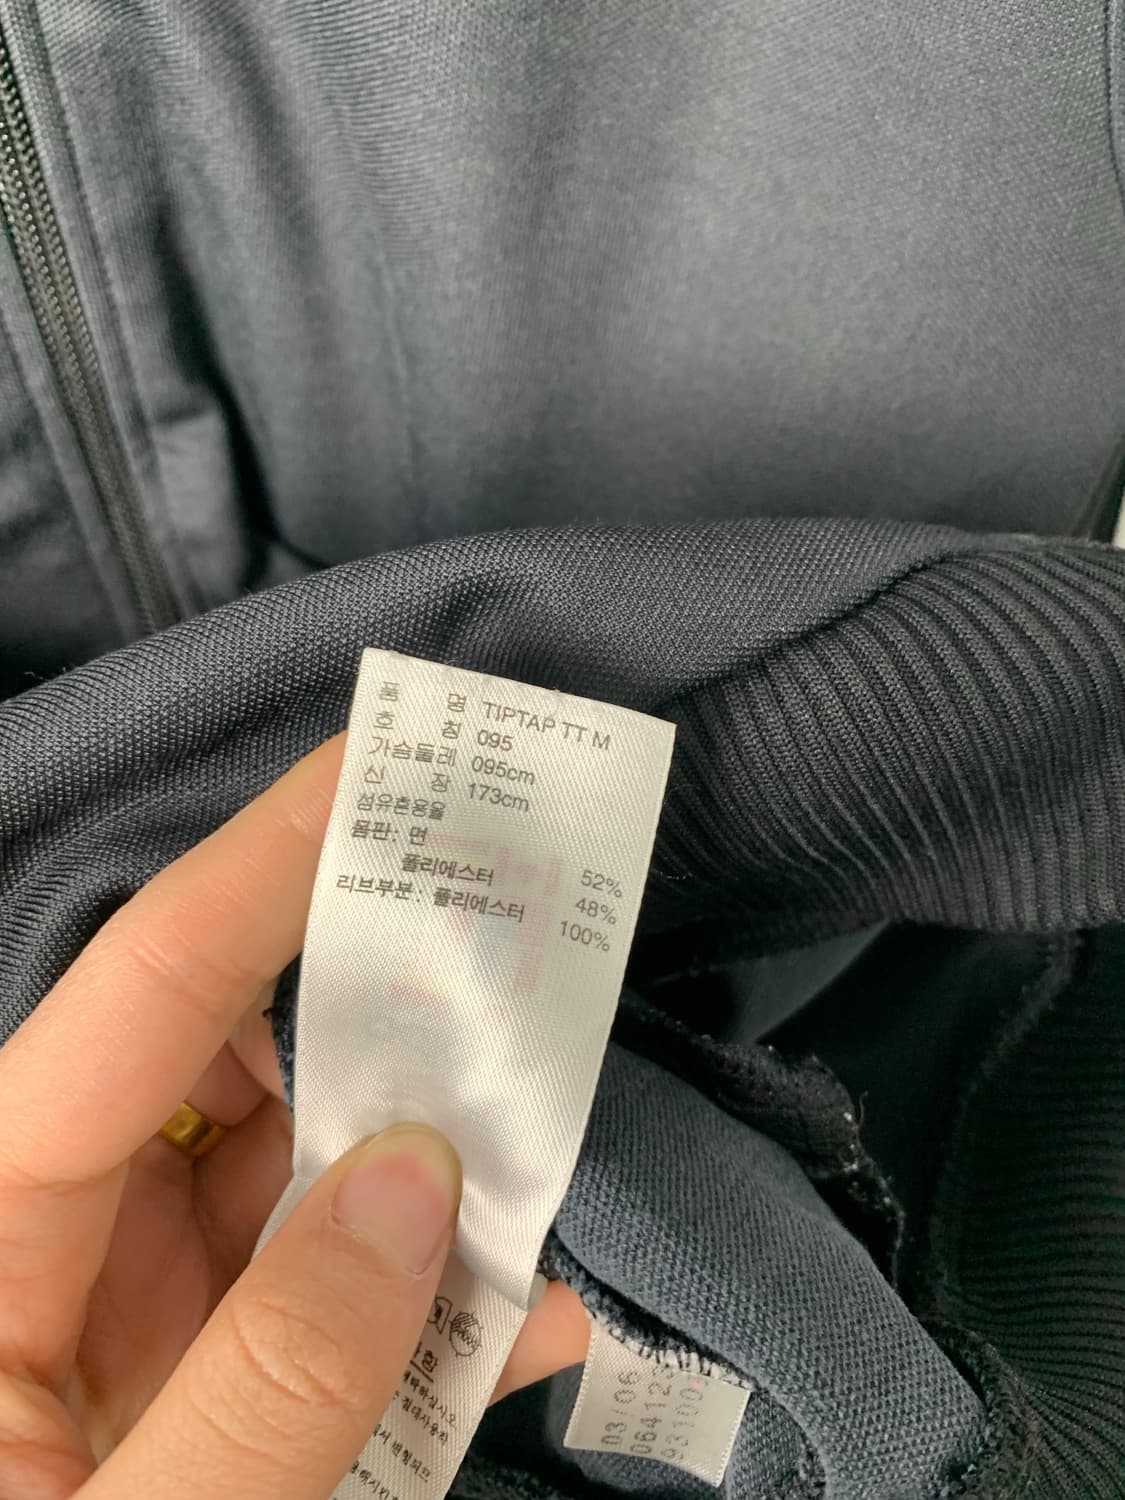 품 명 TIPTAP TT M
호 칭 095
가슴둘레 095cm
신 장 173cm
섬유혼용율
몸판: 면 52%
폴리에스터 48%
리브부분: 폴리에스터 100%
03/06